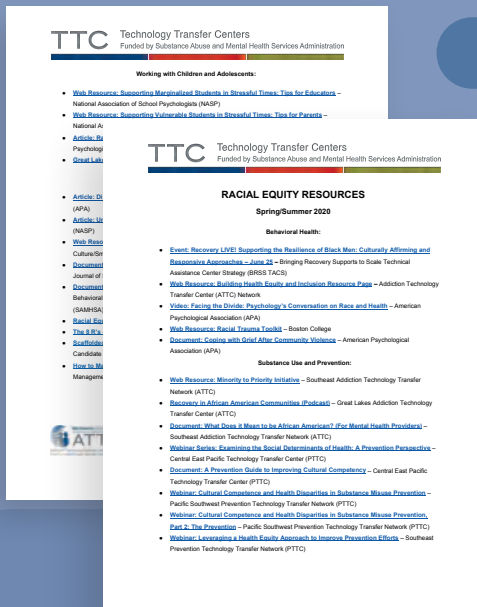 TTC Technology Transfer Centers
Funded by Substance Abuse and Mental Health Services Administration
Working with Children and Adolescents:
Web Resource: Supporting Marginalized Students in Stressful Times: Tips for Educators –
National Association of School Psychologists (NASP)
Web Resource: Supporting Vulnerable Students in Stressful Times: Tips for Parents –
National
Article:
Great
Article:
(APA)
Article:
(NASP)
Web
Document
Journal of
Document
Behavioral
(SAMHSA)
Racial
The 8 R's
How to
ATT
TTC Technology Transfer Centers
Funded by Substance Abuse and Mental Health Services Administration
RACIAL EQUITY RESOURCES
Spring/Summer 2020
Behavioral Health:
Event: Recovery LIVE! Supporting the Resilience of Black Men: Culturally Affirming and
Responsive Approaches – June 25 – Bringing Recovery Supports to Scale Technical
Assistance Center Strategy (BRSS TACS)
Web Resource: Building Health Equity and Inclusion Resource Page – Addiction Technology
Transfer Center (ATTC) Network
Video: Facing the Divide: Psychology's Conversation on Race and Health – American
Psychological Association (APA)
Web Resource: Racial Trauma Toolkit – Boston College
Document: Coping with Grief After Community Violence – American Psychological
Association (APA)
Substance Use and Prevention:
Web Resource: Minority to Priority Initiative – Southeast Addiction Technology Transfer
Network (ATTC)
Recovery in African American Communities (Podcast) – Great Lakes Addiction Technology
Transfer Center (ATTC)
Document: What Does it Mean to be African American? (For Mental Health Providers) –
Southeast Addiction Technology Transfer Network (ATTC)
Webinar Series: Examining the Social Determinants of Health: A Prevention Perspective –
Central East Pacific Technology Transfer Center (PTTC)
Document: A Prevention Guide to Improving Cultural Competency – Central East Pacific
Technology Transfer Center (PTTC)
Webinar: Cultural Competence and Health Disparities in Substance Misuse Prevention –
Pacific Southwest Prevention Technology Transfer Network (PTTC)
Webinar: Cultural Competence and Health Disparities in Substance Misuse Prevention,
Part 2: The Prevention – Pacific Southwest Prevention Technology Transfer Network (PTTC)
Webinar: Leveraging a Health Equity Approach to Improve Prevention Efforts – Southeast
Prevention Technology Transfer Network (PTTC)